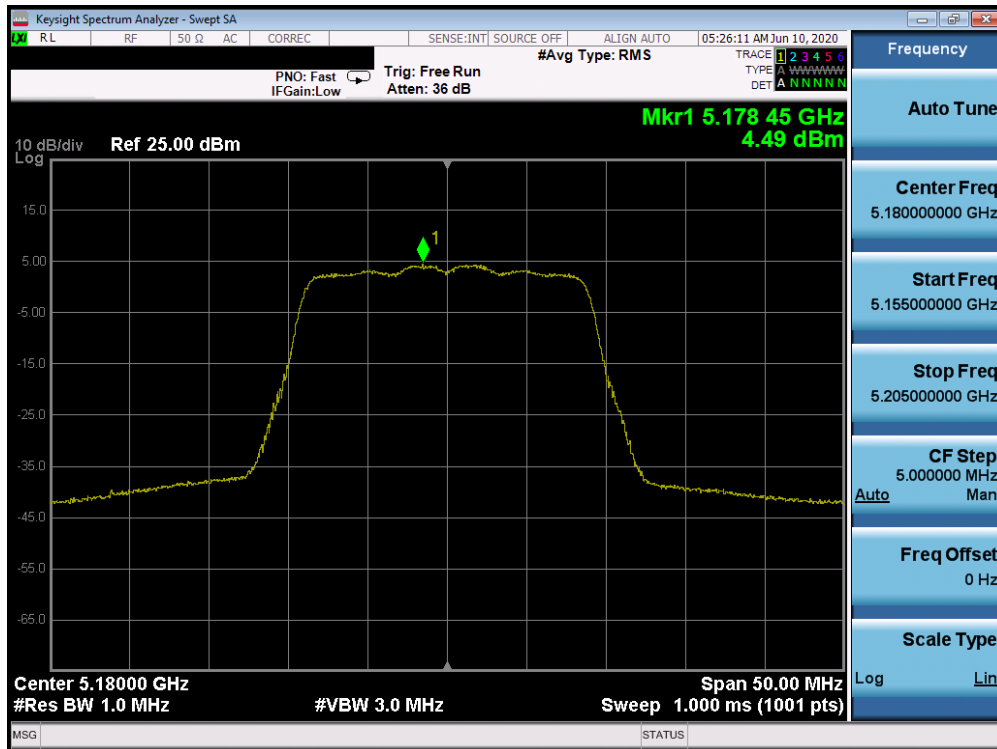 Keysight Spectrum Analyzer - Swept SA
LXI RL RF 50 Ω AC CORREC SENSE:INT SOURCE OFF ALIGN AUTO 05:26:11 AM Jun 10, 2020
#Avg Type: RMS
TRACE 1 2 3 4 5 6
PNO: Fast Trig: Free Run
TYPE A WWWWW
IFGain:Low Atten: 36 dB
DET A N N N N N
Mkr1 5.178 45 GHz
4.49 dBm
10 dB/div Ref 25.00 dBm
Log
15.0
1
5.00
-5.00
-15.0
-25.0
-35.0
-45.0
-55.0
-65.0
Center 5.18000 GHz Span 50.00 MHz
#Res BW 1.0 MHz #VBW 3.0 MHz Sweep 1.000 ms (1001 pts)
MSG STATUS
Frequency
Auto Tune
Center Freq
5.180000000 GHz
Start Freq
5.155000000 GHz
Stop Freq
5.205000000 GHz
CF Step
5.000000 MHz
Auto Man
Freq Offset
0 Hz
Scale Type
Log Lin